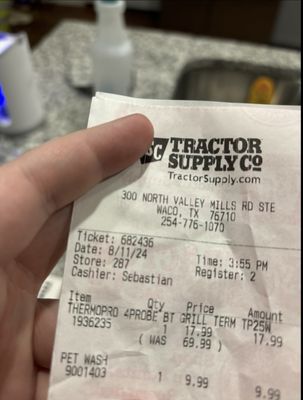 TSC TRACTOR
SUPPLY CO
TractorSupply.com
300 NORTH VALLEY MILLS RD STE
WACO, TX 76710
254-776-1070
Ticket: 682436
Date: 8/11/24 Time: 3:55 PM
Store: 287 Register: 2
Cashier: Sebastian
Item Qty Price Amount
THERMOPRO 4PROBE BT GRILL TERM TP25W
1936235 1 17.99 17.99
( WAS 69.99 )
PET WASH
9001403 1 9.99 9.99